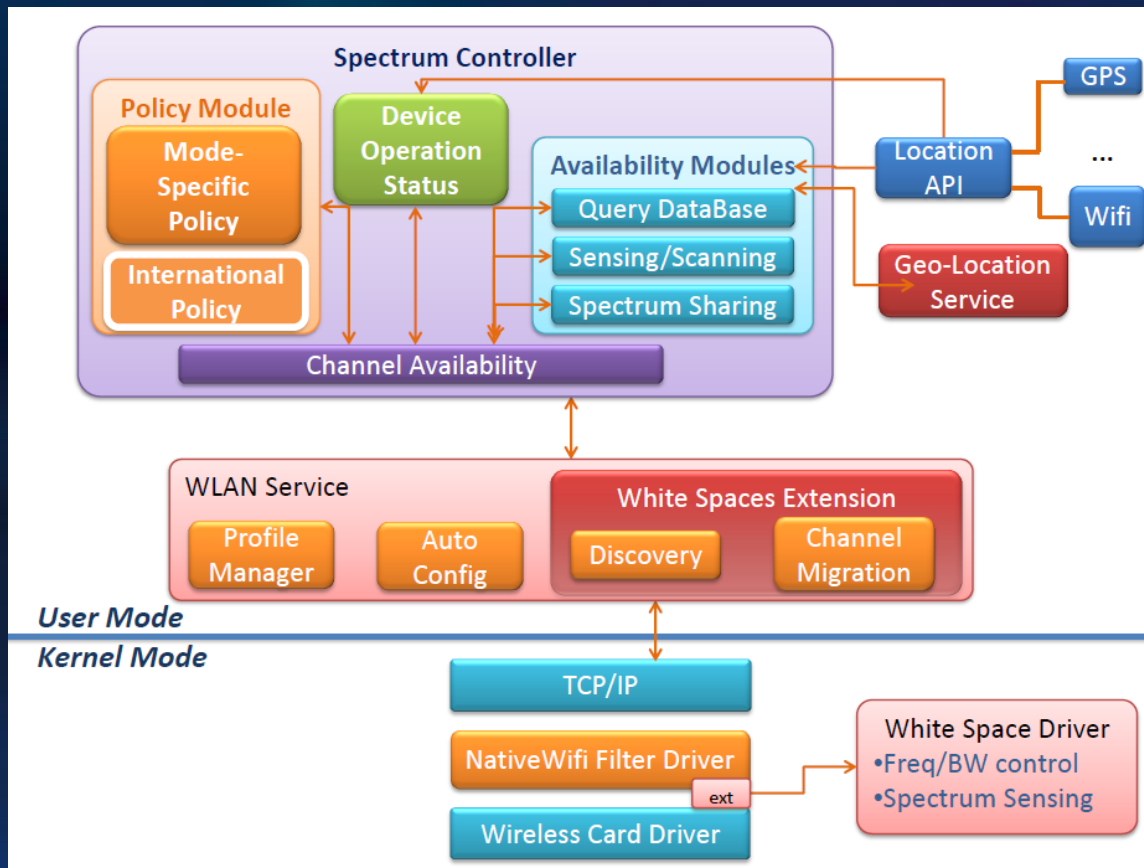 Spectrum Controller
Policy Module
Mode-
Specific
Policy
International
Policy
Device
Operation
Status
Availability Modules
Query DataBase
Sensing/Scanning
Spectrum Sharing
Channel Availability
Location
API
GPS
...
Wifi
Geo-Location
Service
WLAN Service
Profile
Manager
Auto
Config
White Spaces Extension
Discovery
Channel
Migration
User Mode
Kernel Mode
TCP/IP
NativeWifi Filter Driver
ext
Wireless Card Driver
White Space Driver
•Freq/BW control
•Spectrum Sensing